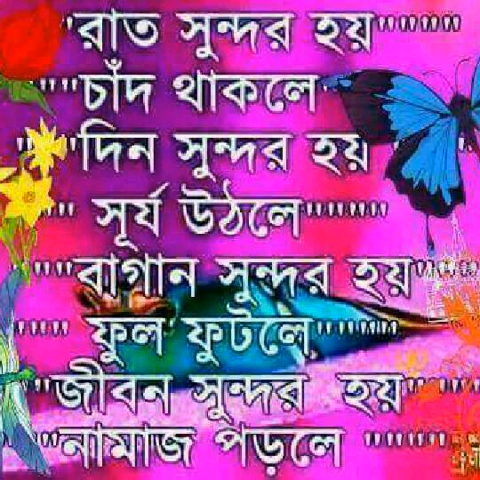 "রাত সুন্দর হয়""""""
""""চাঁদ থাকলে
""দিন সুন্দর হয়
""" সূর্য উঠলে""""""""
""""বাগান সুন্দর হয়""""""
"""" ফুল ফুটলে""""""""
"""জীবন সুন্দর হয়""""""
""""নামাজ পড়লে """"""""